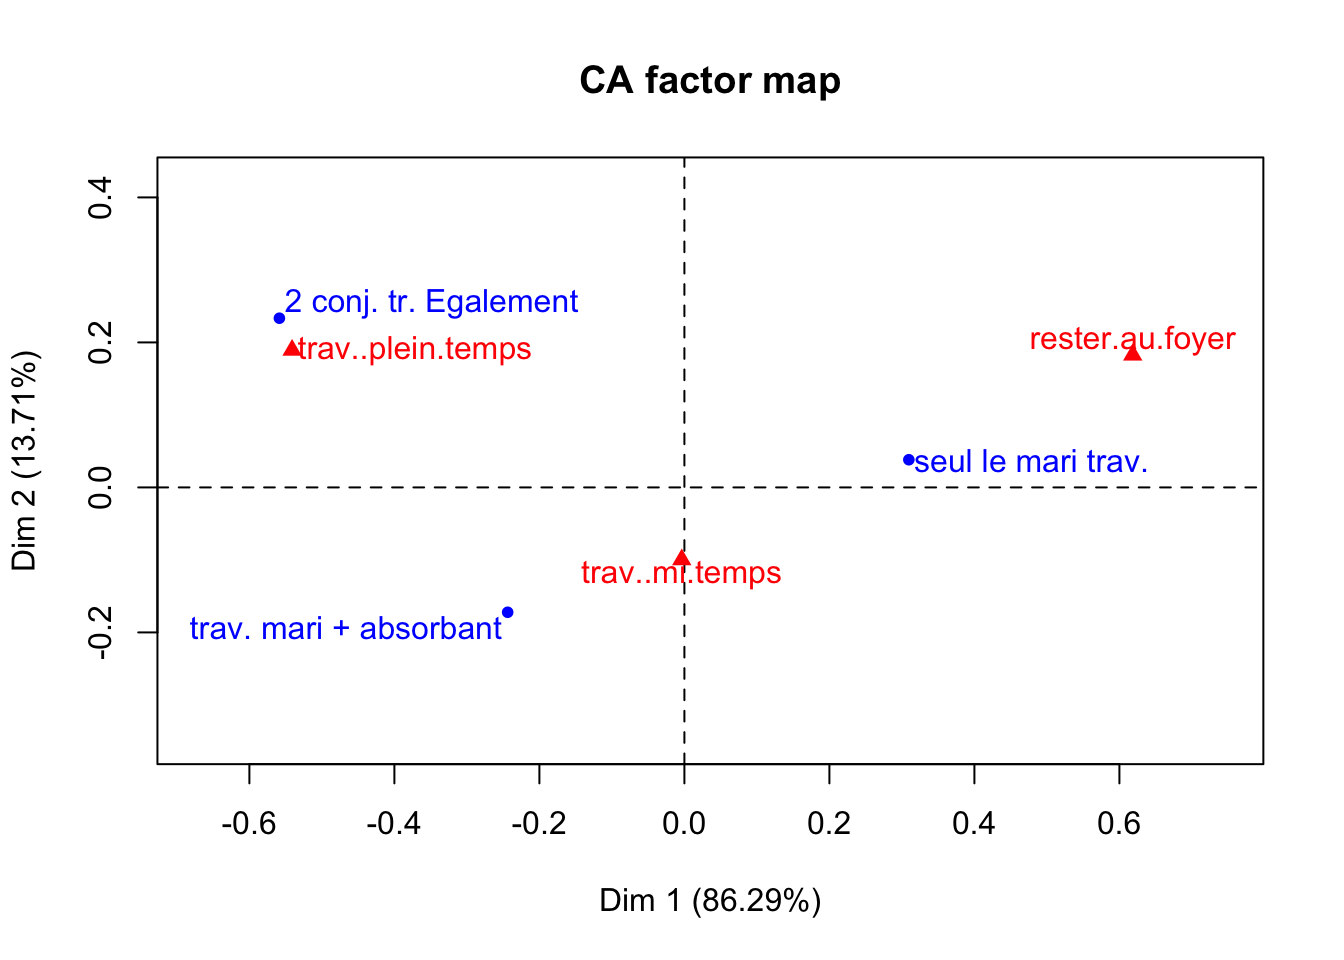 CA factor map
Dim 2 (13.71%)
0.4
0.2
0.0
-0.2
2 conj. tr. Egalement
trav..plein.temps
rester.au.foyer
seul le mari trav.
trav..mi.temps
trav. mari + absorbant
-0.6 -0.4 -0.2 0.0 0.2 0.4 0.6
Dim 1 (86.29%)